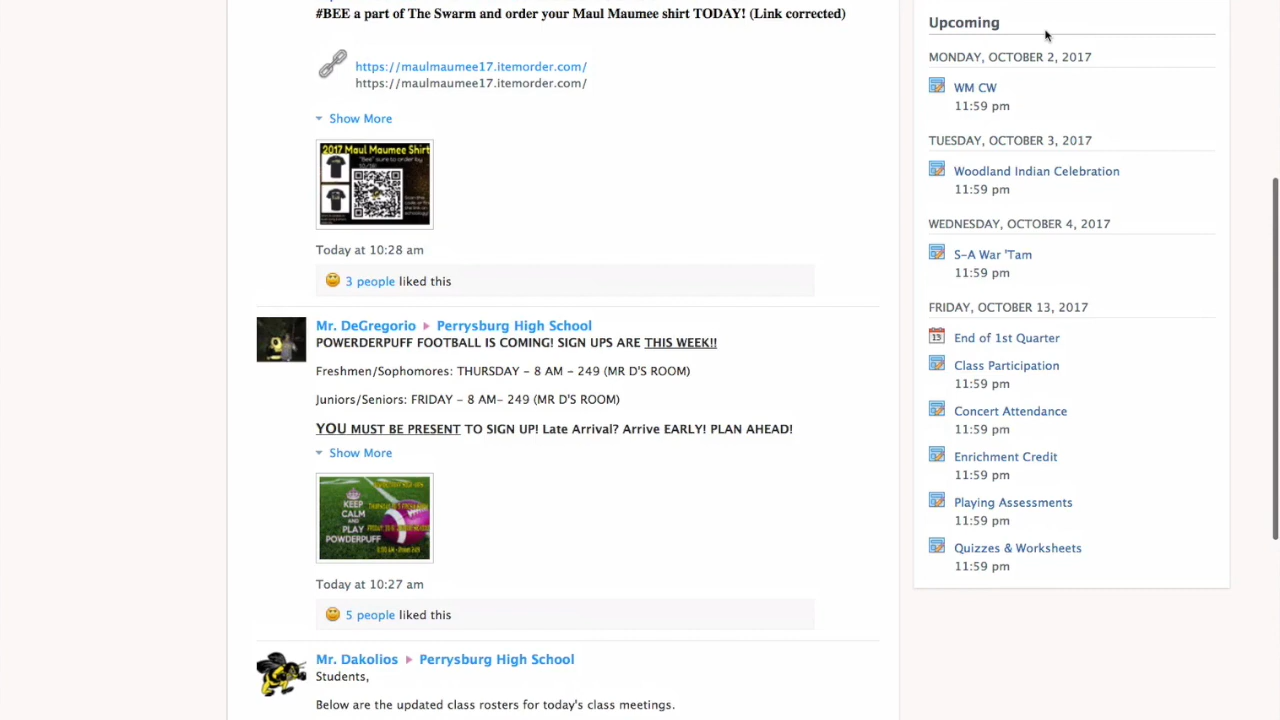 #BEE a part of The Swarm and order your Maul Maumee shirt TODAY! (Link corrected)
https://maulmaumee17.itemorder.com/
https://maulmaumee17.itemorder.com/
Show More
2017 Maul Maumee Shirt
"Bee" sure to order by
Today at 10:28 am
3 people liked this
Mr. DeGregorio Perrysburg High School
POWERDERPUFF FOOTBALL IS COMING! SIGN UPS ARE THIS WEEK!!
Freshmen/Sophomores: THURSDAY – 8 AM – 249 (MR D'S ROOM)
Juniors/Seniors: FRIDAY – 8 AM– 249 (MR D'S ROOM)
YOU MUST BE PRESENT TO SIGN UP! Late Arrival? Arrive EARLY! PLAN AHEAD!
Show More
KEEP
CALM
AND
PLAY
POWDERPUFF
Today at 10:27 am
5 people liked this
Mr. Dakolios Perrysburg High School
Students,
Below are the updated class rosters for today's class meetings.
Upcoming
MONDAY, OCTOBER 2, 2017
WM CW
11:59 pm
TUESDAY, OCTOBER 3, 2017
Woodland Indian Celebration
11:59 pm
WEDNESDAY, OCTOBER 4, 2017
S-A War 'Tam
11:59 pm
FRIDAY, OCTOBER 13, 2017
13
End of 1st Quarter
Class Participation
11:59 pm
Concert Attendance
11:59 pm
Enrichment Credit
11:59 pm
Playing Assessments
11:59 pm
Quizzes & Worksheets
11:59 pm